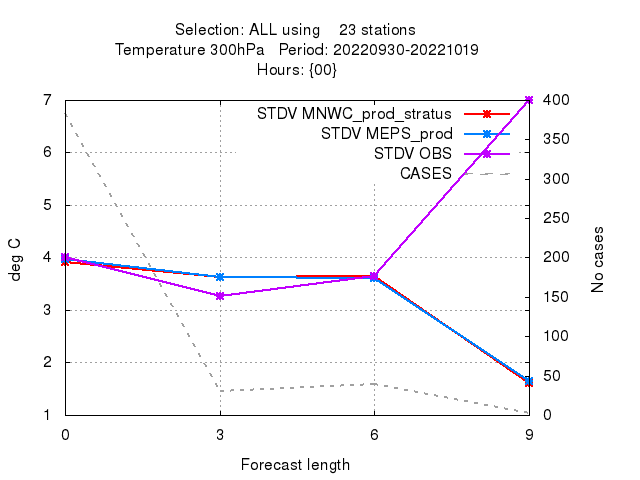 Selection: ALL using    23 stations
Temperature 300hPa   Period: 20220930-20221019
Hours: {00}
7 400
STDV MNWC_prod_stratus
350
STDV MEPS_prod
6
STDV OBS
300
CASES
5
250
deg C
4 200
No cases
150
3
100
2
50
1 0
0 3 6 9
Forecast length